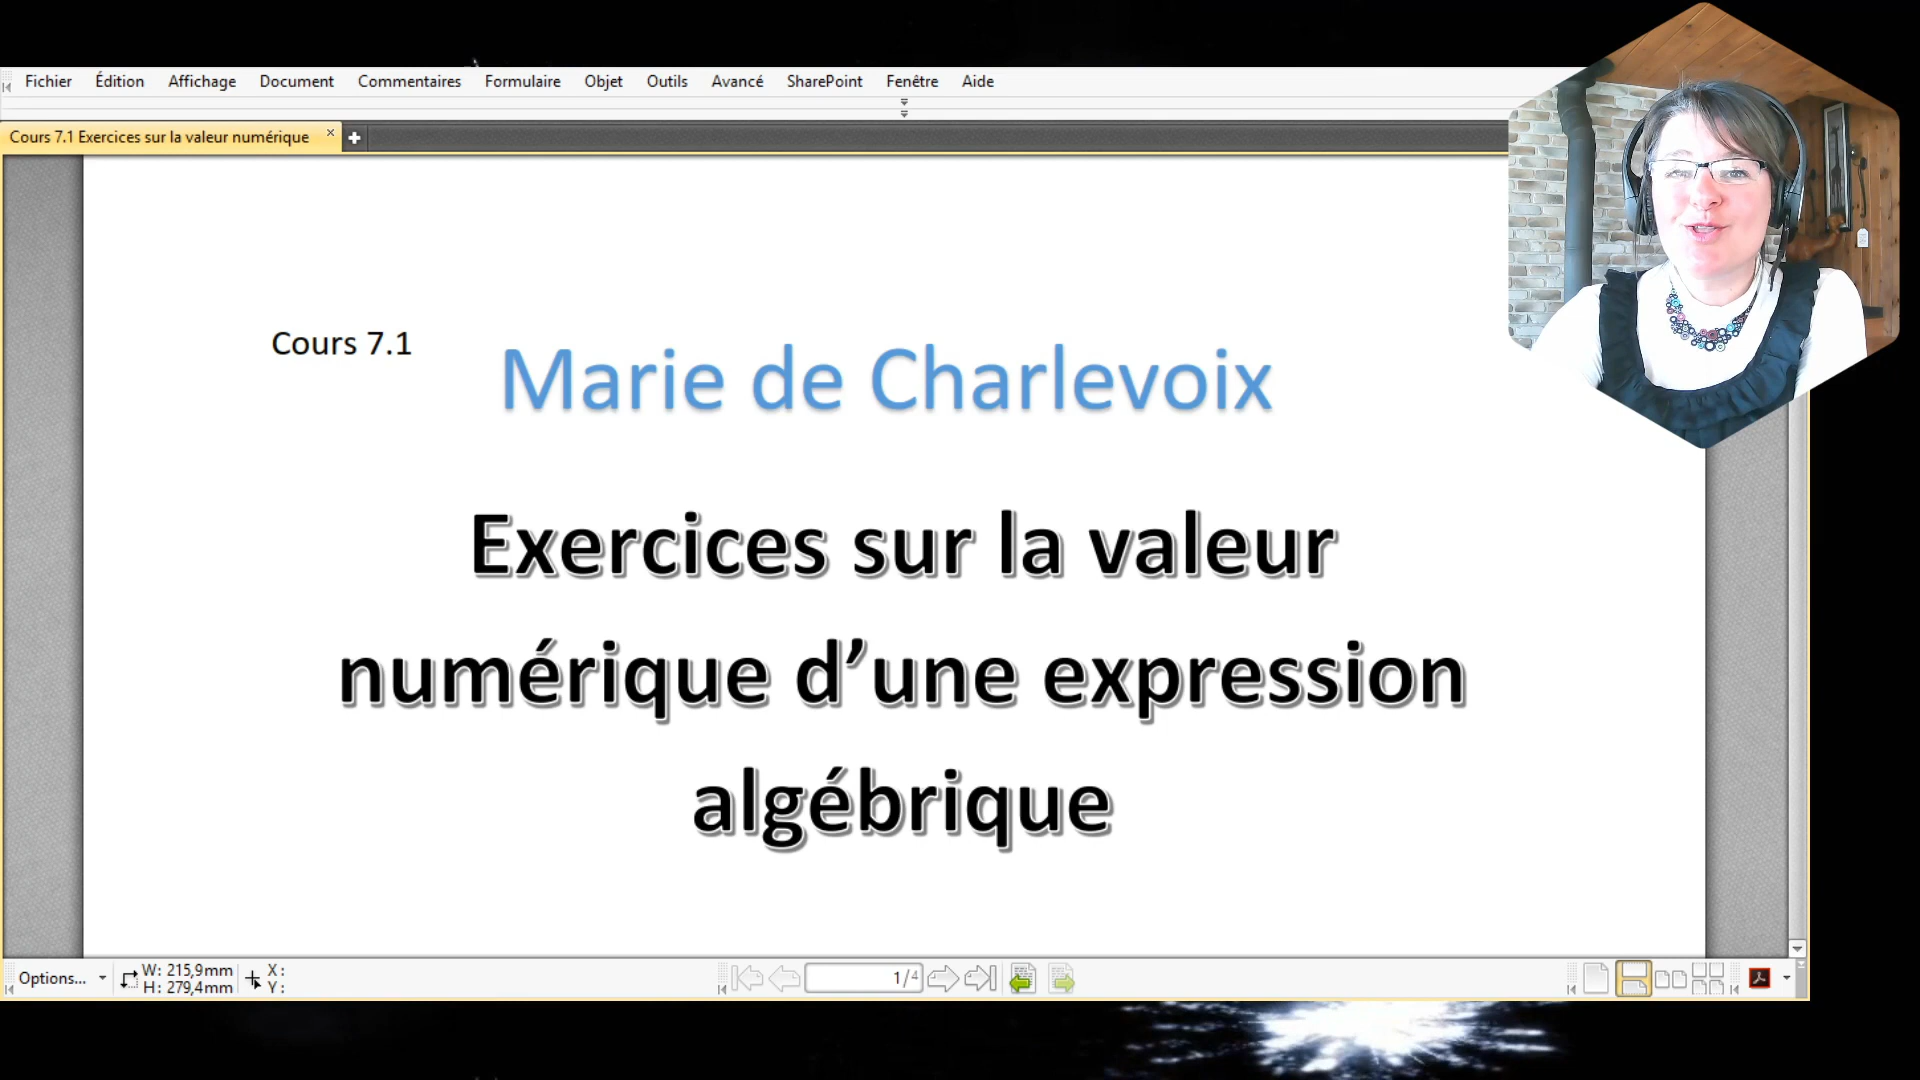 Fichier Édition Affichage Document Commentaires Formulaire Objet Outils Avancé SharePoint Fenêtre Aide
Cours 7.1 Exercices sur la valeur numérique
Cours 7.1
Marie de Charlevoix
Exercices sur la valeur
numérique d’une expression
algébrique
Options...
W: 215,9mm
H: 279,4mm
X:
Y:
1/4